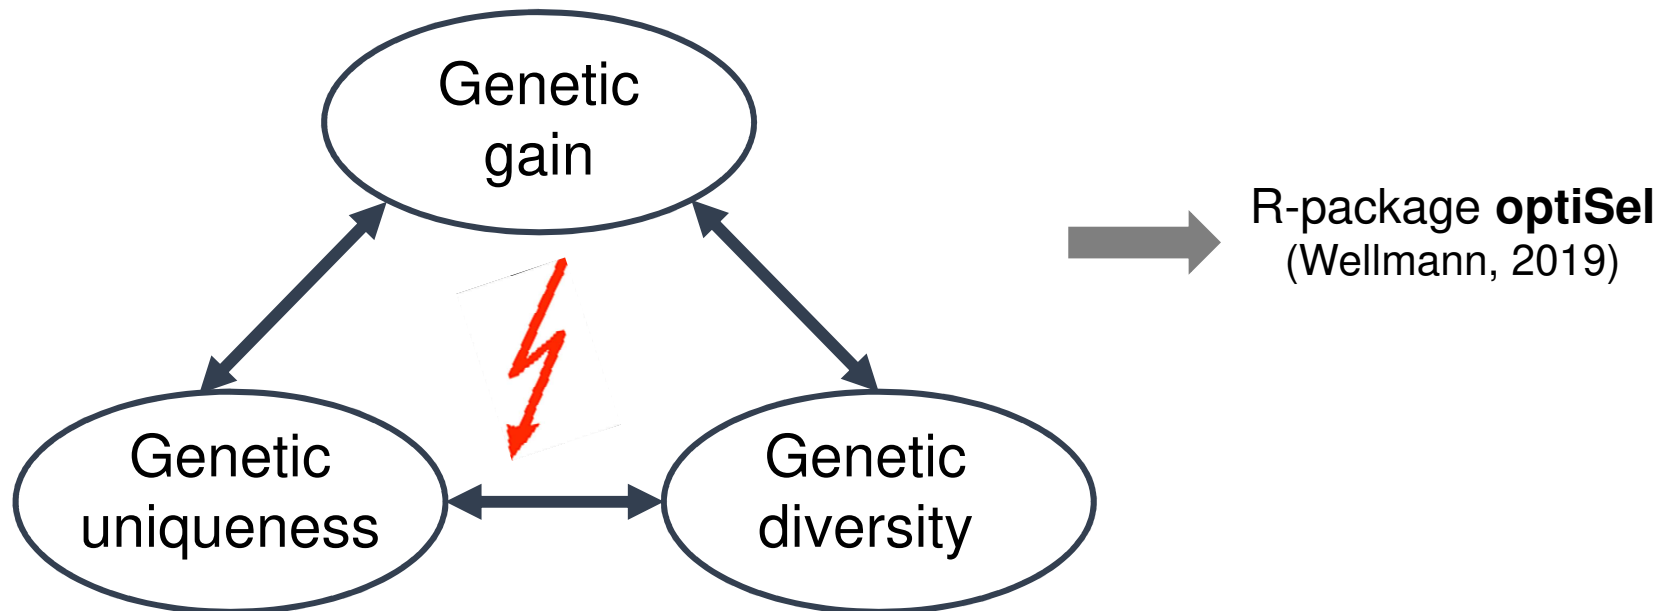 Genetic
gain
R-package optiSel
(Wellmann, 2019)
Genetic
uniqueness
Genetic
diversity